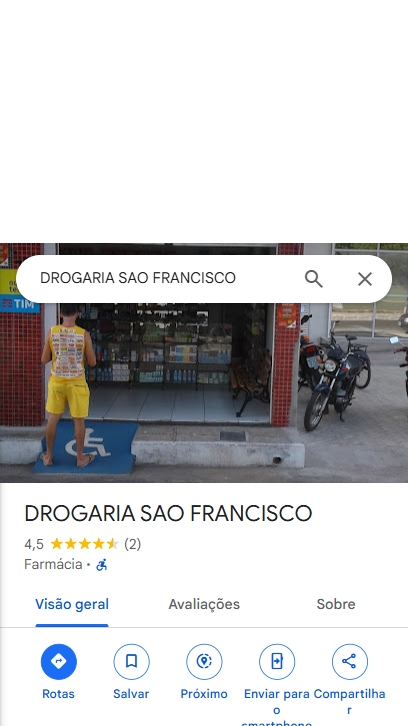 DROGARIA SAO FRANCISCO
TIM
DROGARIA SAO FRANCISCO
4,5 (2)
Farmácia ·
Visão geral
Avaliações
Sobre
Rotas
Salvar
Próximo
Enviar para
o
smartphone
Compartilha
r